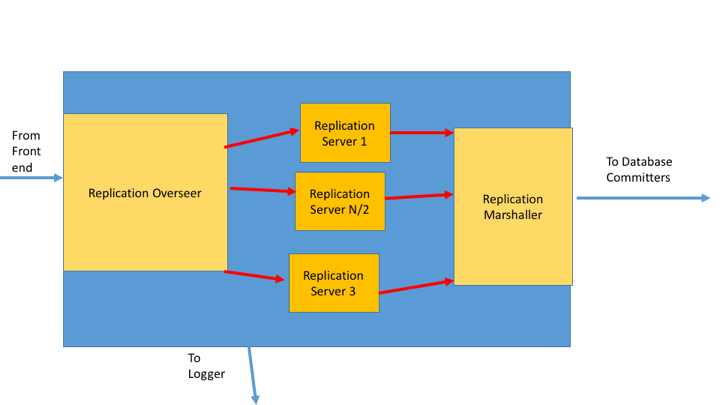 From
Front
end
Replication Overseer
Replication
Server 1
Replication
Server N/2
Replication
Server 3
Replication
Marshaller
To Database
Committers
To
Logger